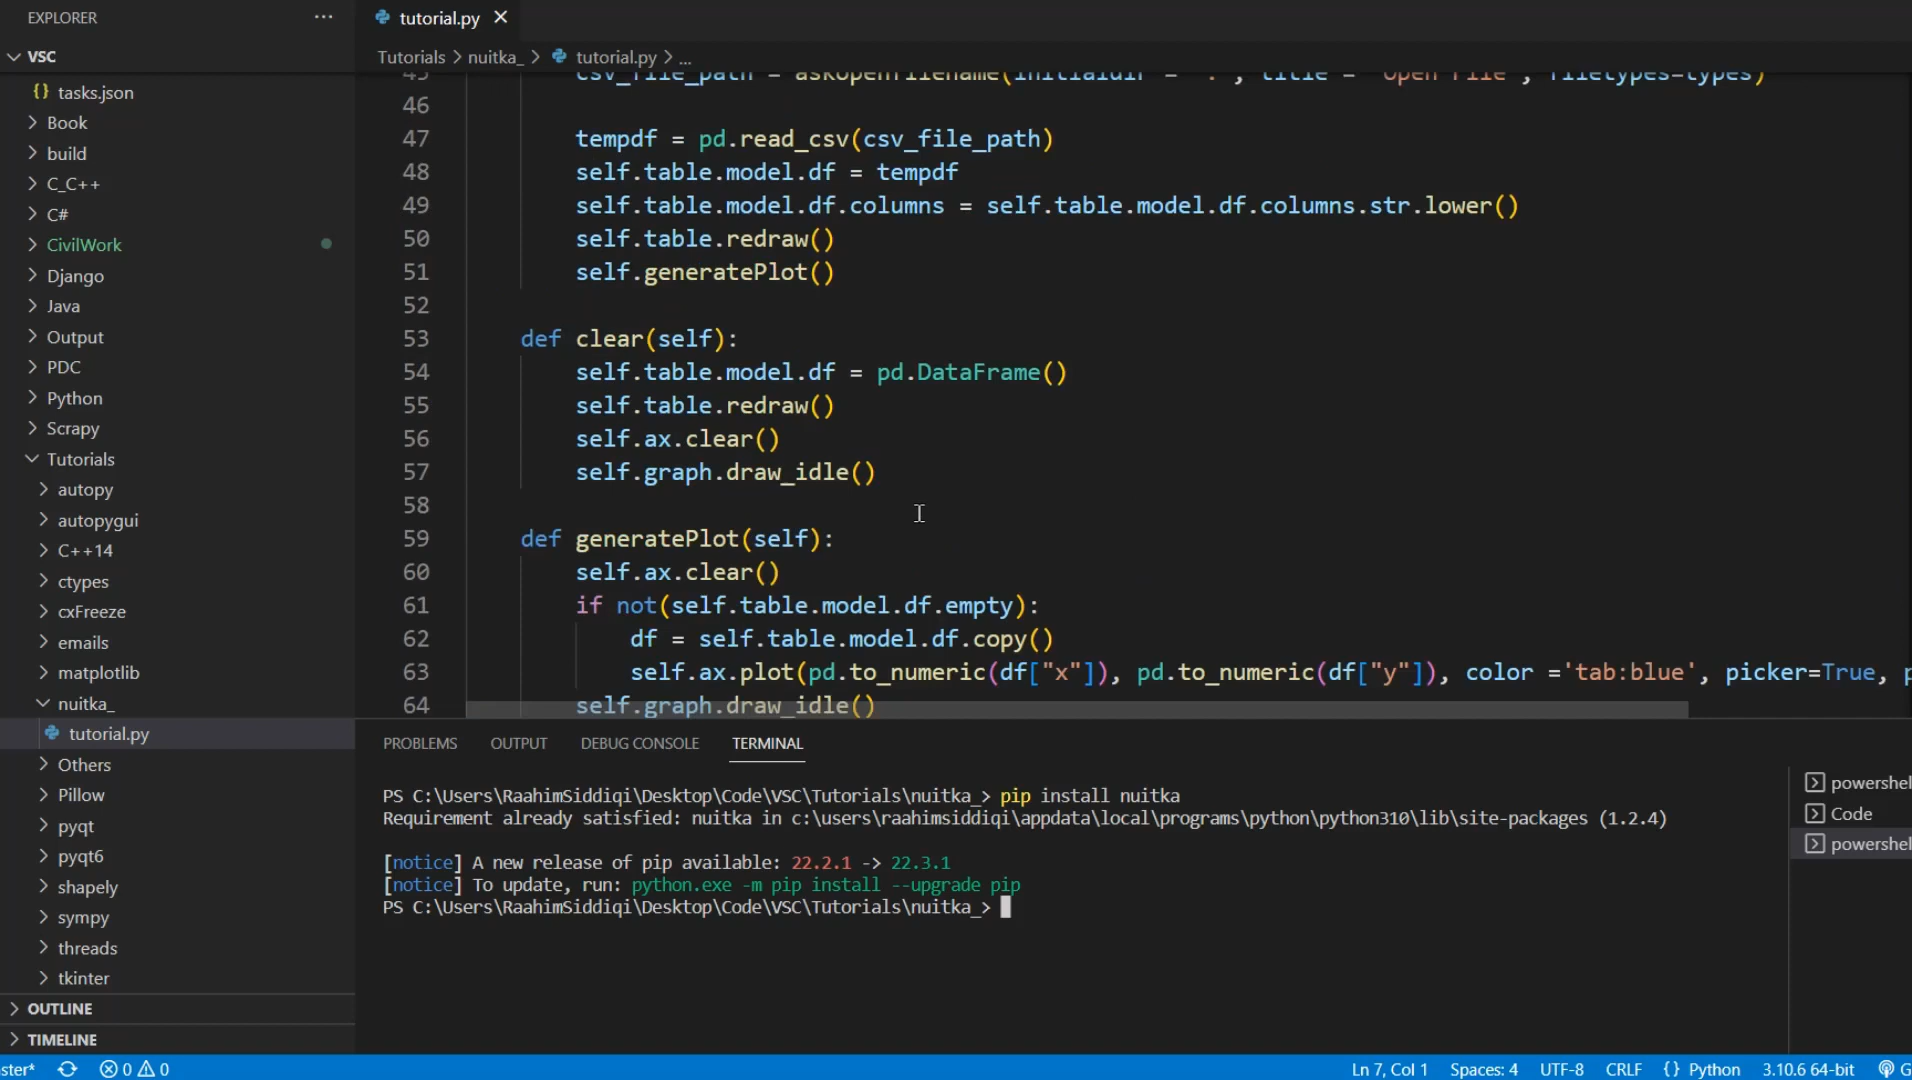 EXPLORER
···
tutorial.py
VSC
Tutorials > nuitka_ > tutorial.py > ...
tasks.json
Book
build
C_C++
C#
CivilWork
Django
Java
Output
PDC
Python
Scrapy
Tutorials
autopy
autopygui
C++14
ctypes
cxFreeze
emails
matplotlib
nuitka_
tutorial.py
Others
Pillow
pyqt
pyqt6
shapely
sympy
threads
tkinter
OUTLINE
TIMELINE
45 csv_file_path = askopenfilename(initialdir = ".", title = "Open File", filetypes=types)
46
47 tempdf = pd.read_csv(csv_file_path)
48 self.table.model.df = tempdf
49 self.table.model.df.columns = self.table.model.df.columns.str.lower()
50 self.table.redraw()
51 self.generatePlot()
52
53 def clear(self):
54 self.table.model.df = pd.DataFrame()
55 self.table.redraw()
56 self.ax.clear()
57 self.graph.draw_idle()
58
59 def generatePlot(self):
60 self.ax.clear()
61 if not(self.table.model.df.empty):
62 df = self.table.model.df.copy()
63 self.ax.plot(pd.to_numeric(df["x"]), pd.to_numeric(df["y"]), color ='tab:blue', picker=True, p
64 self.graph.draw_idle()
PROBLEMS OUTPUT DEBUG CONSOLE TERMINAL
PS C:\Users\RaahimSiddiqi\Desktop\Code\VSC\Tutorials\nuitka_> pip install nuitka
Requirement already satisfied: nuitka in c:\users\raahimsiddiqi\appdata\local\programs\python\python310\lib\site-packages (1.2.4)
[notice] A new release of pip available: 22.2.1 -> 22.3.1
[notice] To update, run: python.exe -m pip install --upgrade pip
PS C:\Users\RaahimSiddiqi\Desktop\Code\VSC\Tutorials\nuitka_>
powershel
Code
powershel
ster* 0 0 Ln 7, Col 1 Spaces: 4 UTF-8 CRLF {} Python 3.10.6 64-bit G